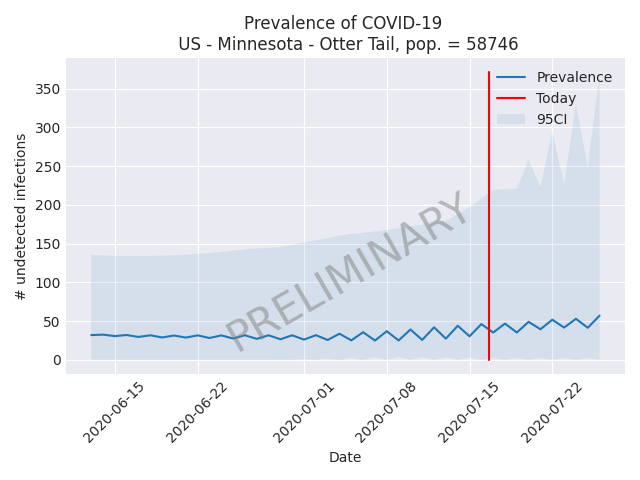 Prevalence of COVID-19
US - Minnesota - Otter Tail, pop. = 58746
# undetected infections
350
300
250
200
150
100
50
0
Prevalence
Today
95CI
PRELIMINARY
2020-06-15
2020-06-22
2020-07-01
2020-07-08
2020-07-15
2020-07-22
Date